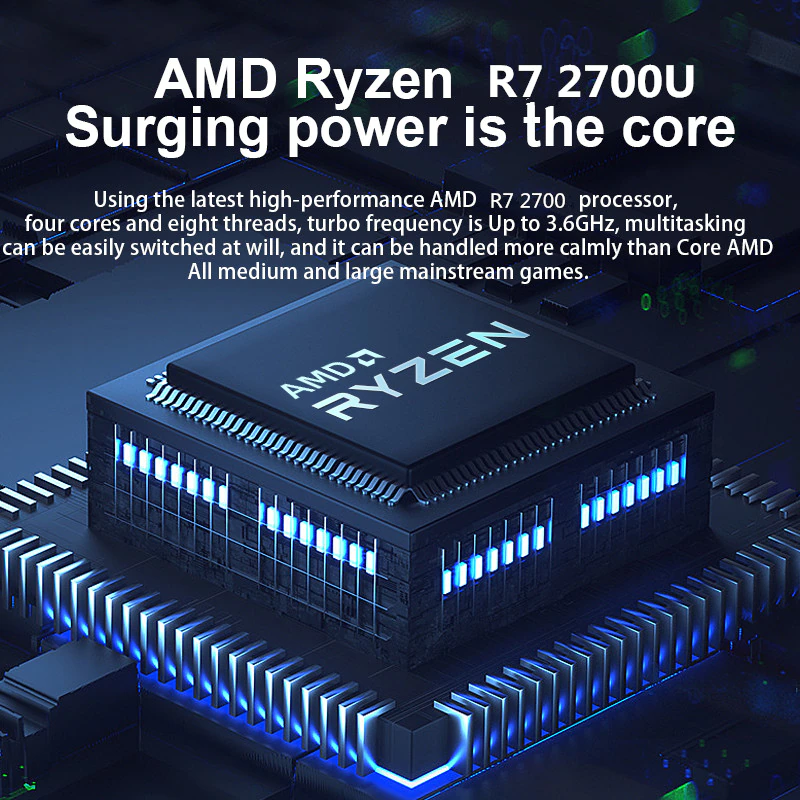 AMD Ryzen R7 2700U
Surging power is the core
Using the latest high-performance AMD R7 2700 processor,
four cores and eight threads, turbo frequency is Up to 3.6GHz, multitasking
can be easily switched at will, and it can be handled more calmly than Core AMD
All medium and large mainstream games.
AMD
RYZEN